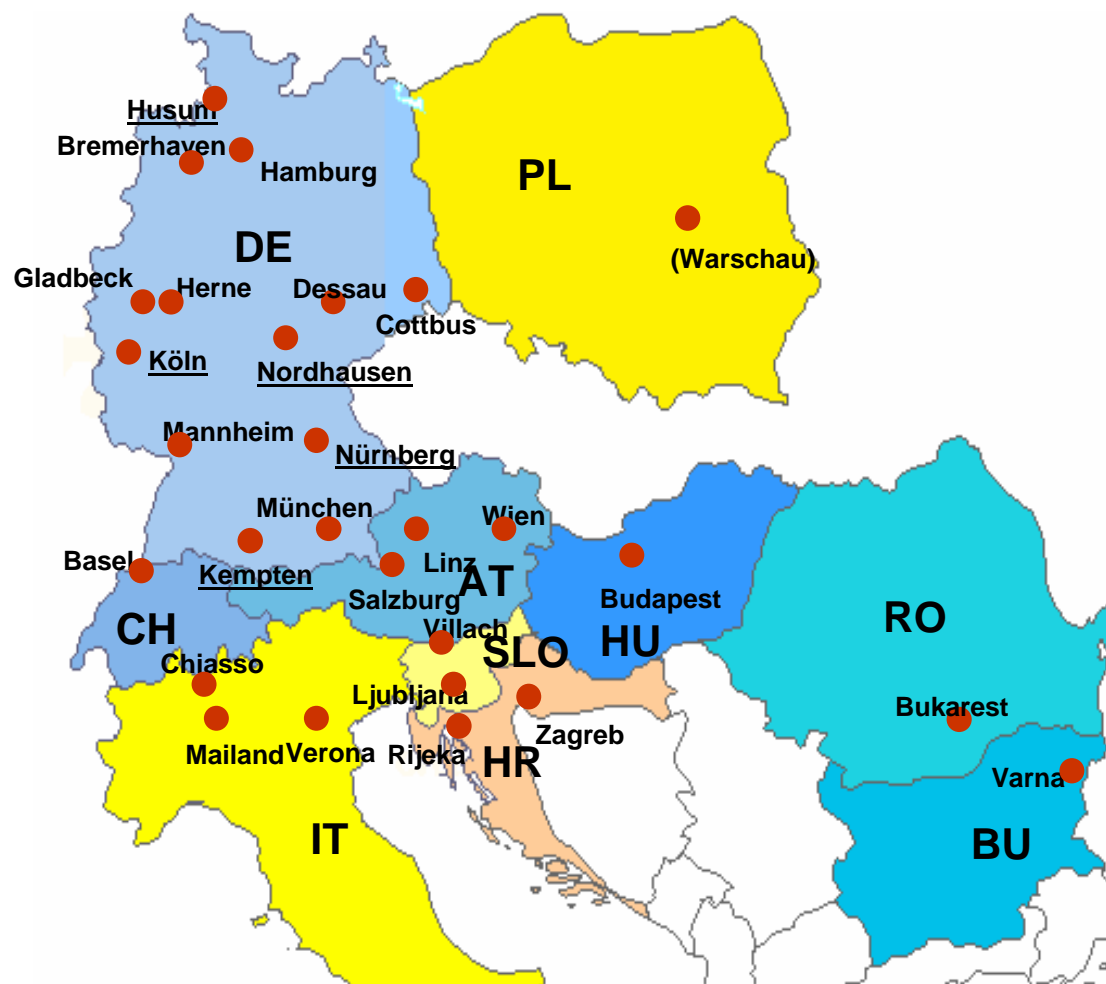 Husum
Bremerhaven
Hamburg
PL
DE
(Warschau)
Gladbeck
Herne
Dessau
Cottbus
Köln
Nordhausen
Mannheim
Nürnberg
München
Wien
Basel
Kempten
Linz
AT
Salzburg
Budapest
CH
Villach
HU
RO
SLO
Chiasso
Ljubljana
Bukarest
Mailand
Verona
Rijeka
Zagreb
HR
Varna
IT
BU